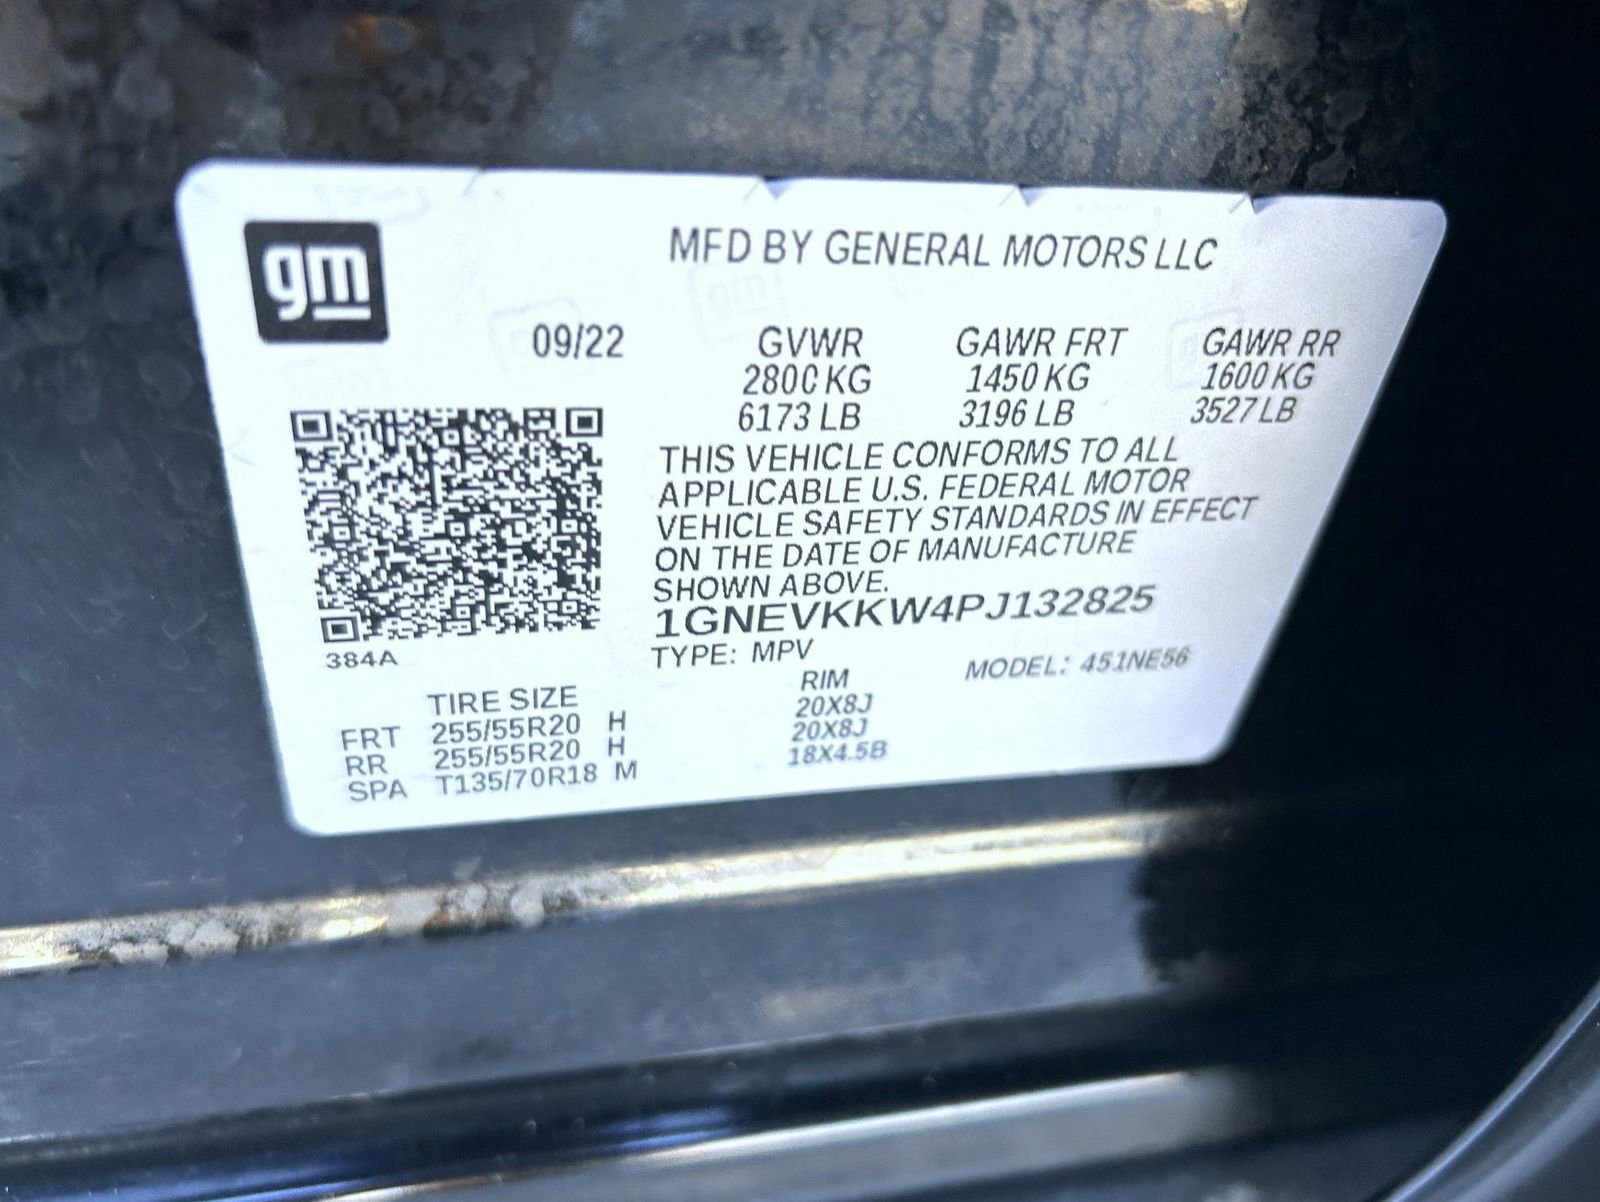 gm
MFD BY GENERAL MOTORS LLC
09/22 GVWR GAWR FRT GAWR RR
2800 KG 1450 KG 1600 KG
6173 LB 3196 LB 3527 LB
THIS VEHICLE CONFORMS TO ALL
APPLICABLE U.S. FEDERAL MOTOR
VEHICLE SAFETY STANDARDS IN EFFECT
ON THE DATE OF MANUFACTURE
SHOWN ABOVE.
1GNEVKKW4PJ132825
384A TYPE: MPV MODEL: 451NE56
TIRE SIZE RIM
FRT 255/55R20 H 20X8J
RR 255/55R20 H 20X8J
SPA T135/70R18 M 18X4.5B